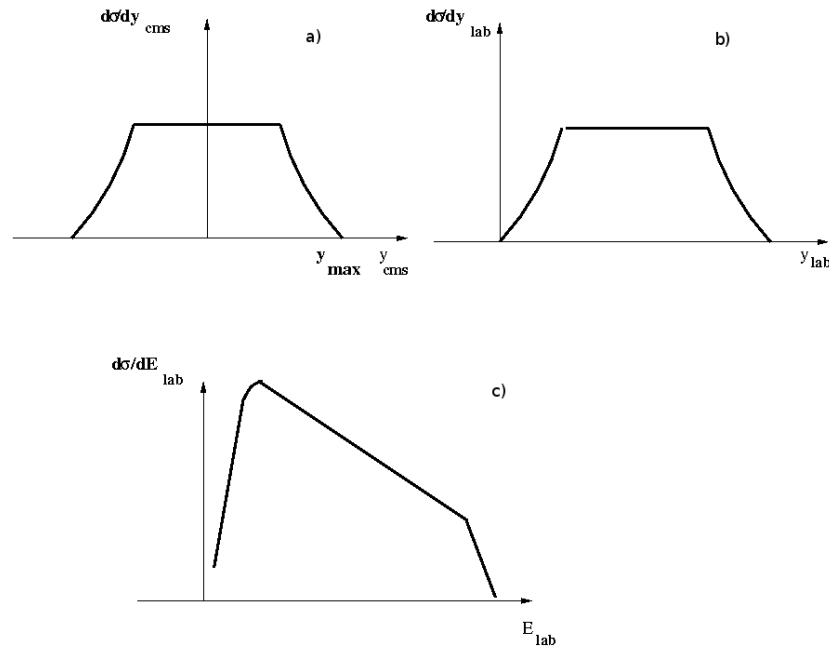 dσ/dy cms
a)
y max y cms
dσ/dy lab
b)
y lab
dσ/dE lab
c)
E lab